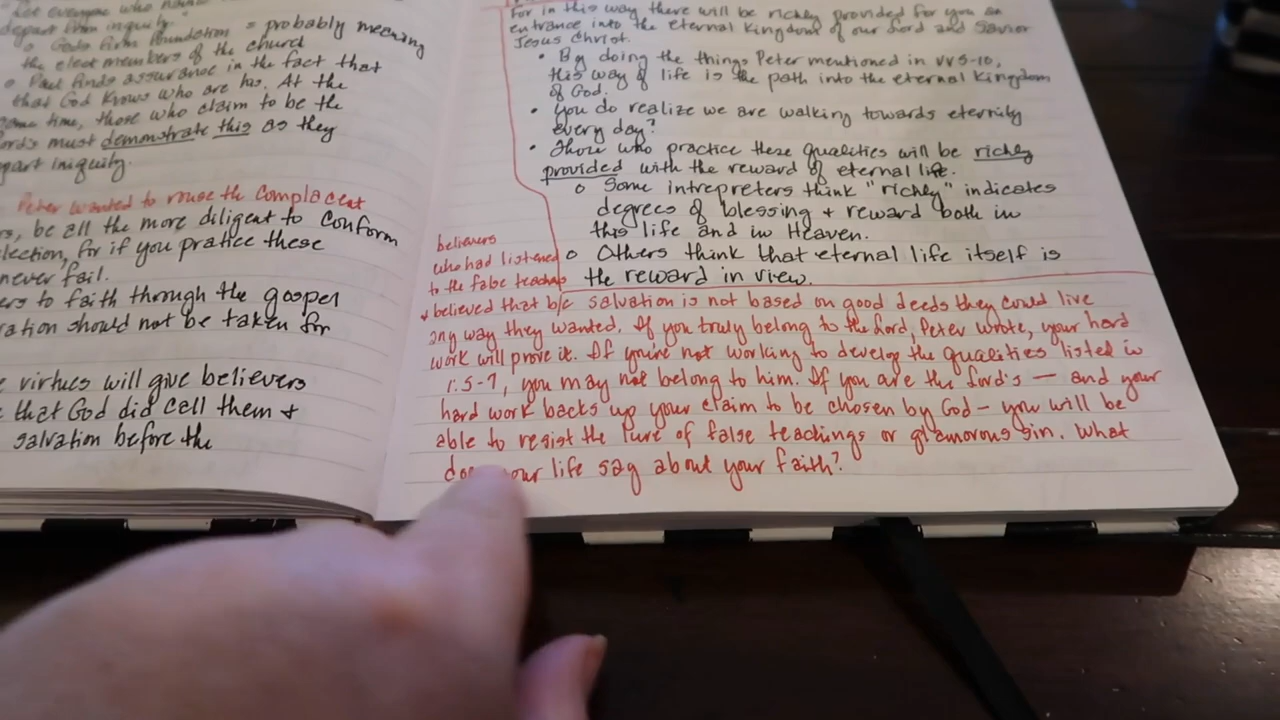 depart from iniquity.
= probably meaning
the elect members of the church
o Paul finds assurance in the fact that
that God knows who are his. At the
same time, those who claim to be the
ord's must demonstrate this as they
part iniquity.
Peter wanted to rouse the complacent
rs, be all the more diligent to conform
lection, for if you pratice these
never fail.
ers to faith through the gospel
ation should not be taken for
e virtues will give believers
that God did call them +
salvation before the
For in this way there will be richly provided for you an
entrance into the eternal kingdom of our Lord and Savior
Jesus Christ.
• By doing the things Peter mentioned in vv 5-10,
this way of life is the path into the eternal kingdom
of God.
• You do realize we are walking towards eternity
every day?
• Those who practice these qualities will be richly
provided with the reward of eternal life.
o Some intrepreters think "richly" indicates
degrees of blessing + reward both in
this life and in Heaven.
o Others think that eternal life itself is
the reward in view.
believers
who had listened
to the false teachers
+ believed that b/c salvation is not based on good deeds they could live
any way they wanted. If you truly belong to the Lord, Peter wrote, your hard
work will prove it. If you're not working to develop the qualities listed in
1:5-7, you may not belong to him. If you are the Lord's — and your
hard work backs up your claim to be chosen by God — you will be
able to resist the lure of false teachings or glamorous sin. What
our life say about your faith?